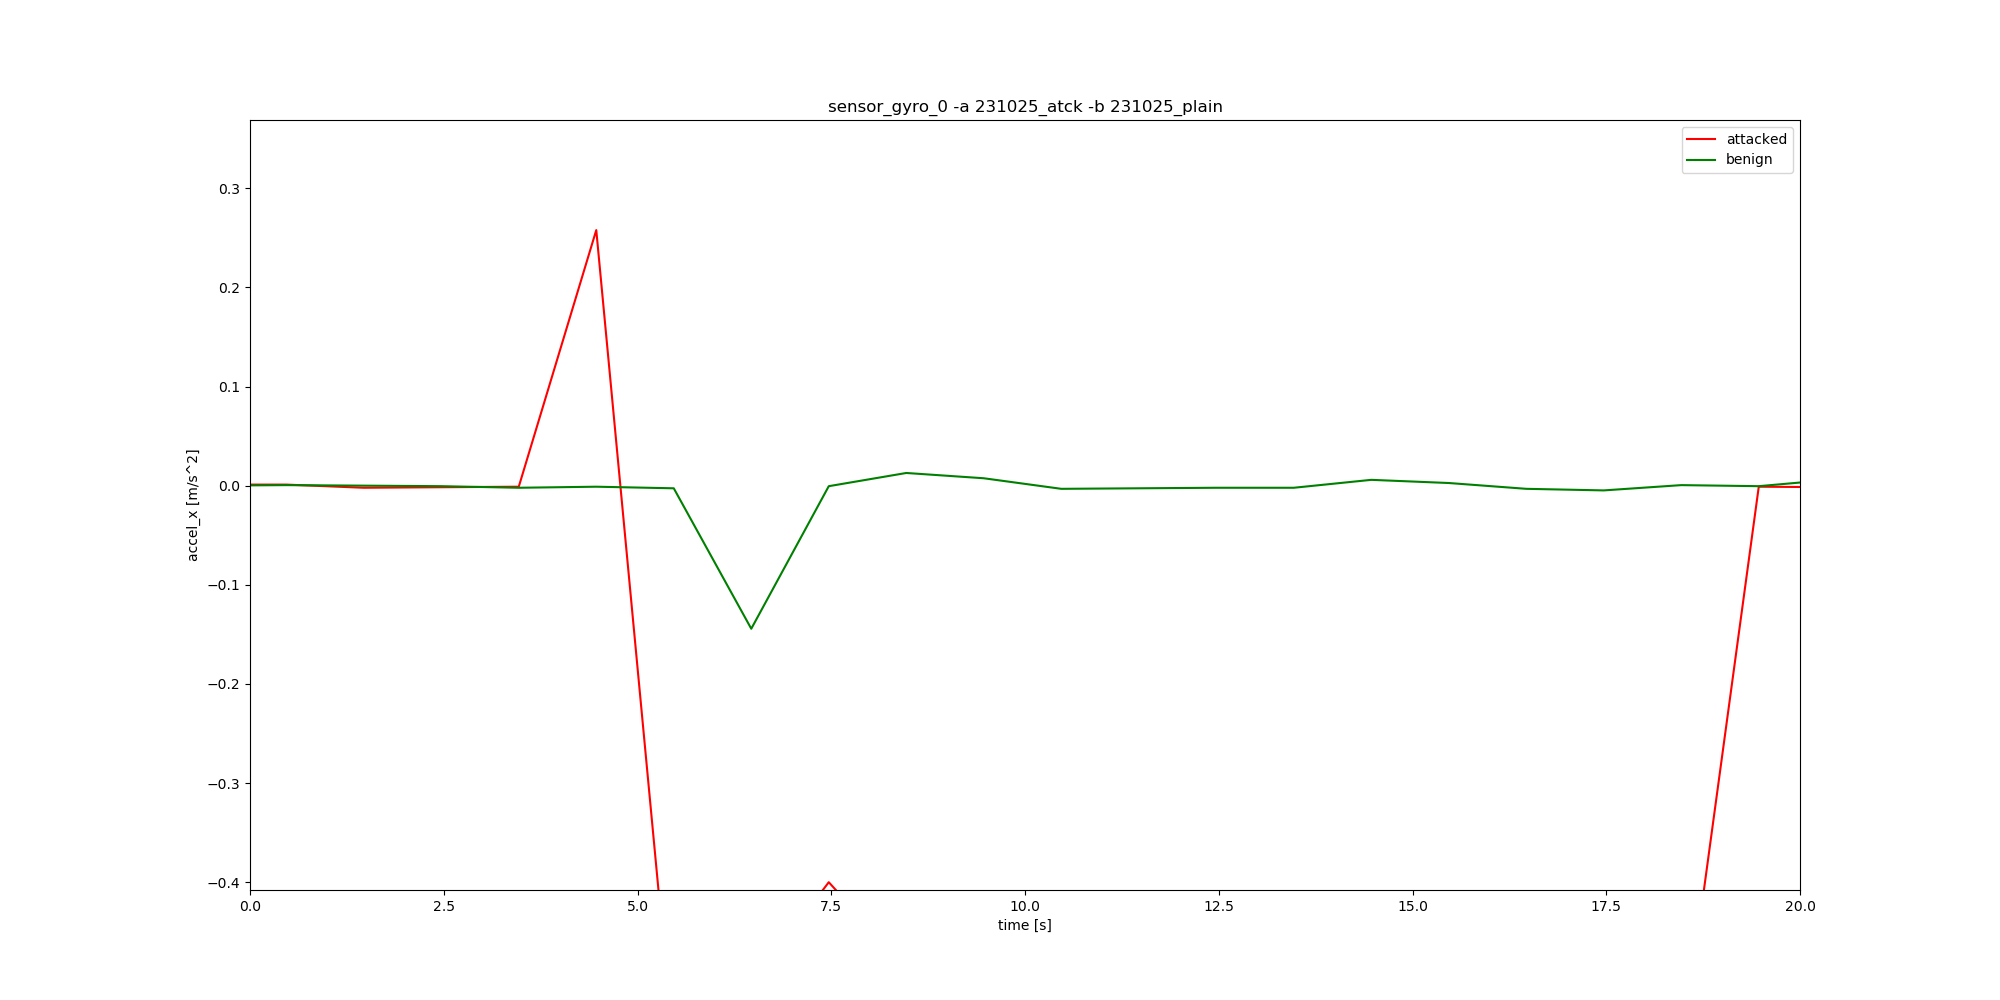 sensor_gyro_0 -a 231025_atck -b 231025_plain
attacked
benign
0.3
0.2
0.1
0.0
−0.1
−0.2
−0.3
−0.4
accel_x [m/s^2]
0.0 2.5 5.0 7.5 10.0 12.5 15.0 17.5 20.0
time [s]